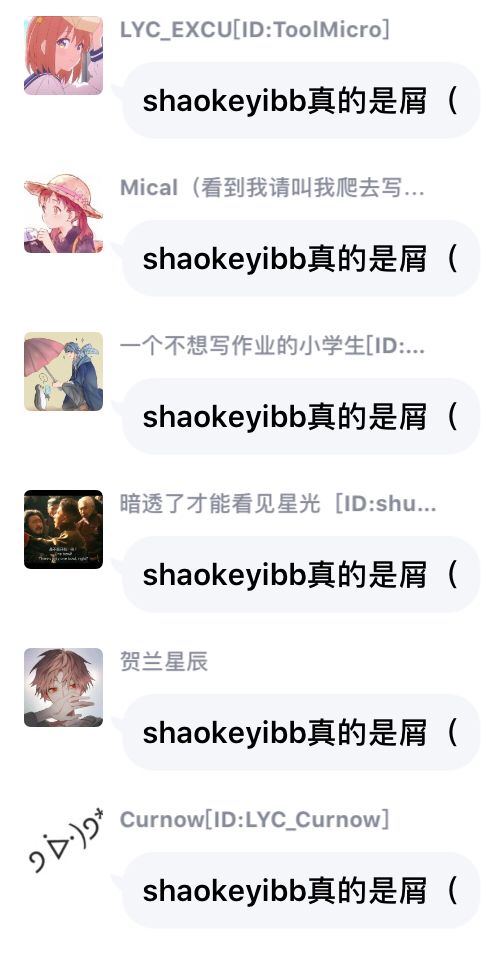 LYC_EXCU[ID:ToolMicro]
shaokeyibb真的是屑（
Mical（看到我请叫我爬去写...
shaokeyibb真的是屑（
一个不想写作业的小学生[ID:...
shaokeyibb真的是屑（
暗透了才能看见星光［ID:shu...
shaokeyibb真的是屑（
贺兰星辰
shaokeyibb真的是屑（
Curnow[ID:LYC_Curnow]
shaokeyibb真的是屑（